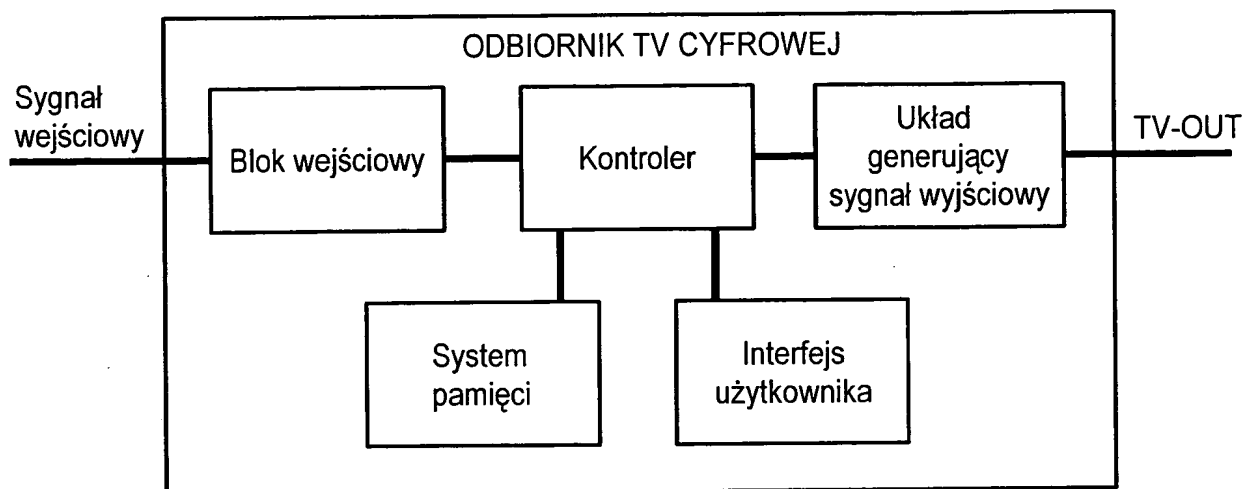 ODBIORNIK TV CYFROWEJ
Sygnał
wejściowy
Blok wejściowy
Kontroler
Układ
generujący
sygnał wyjściowy
TV-OUT
System
pamięci
Interfejs
użytkownika